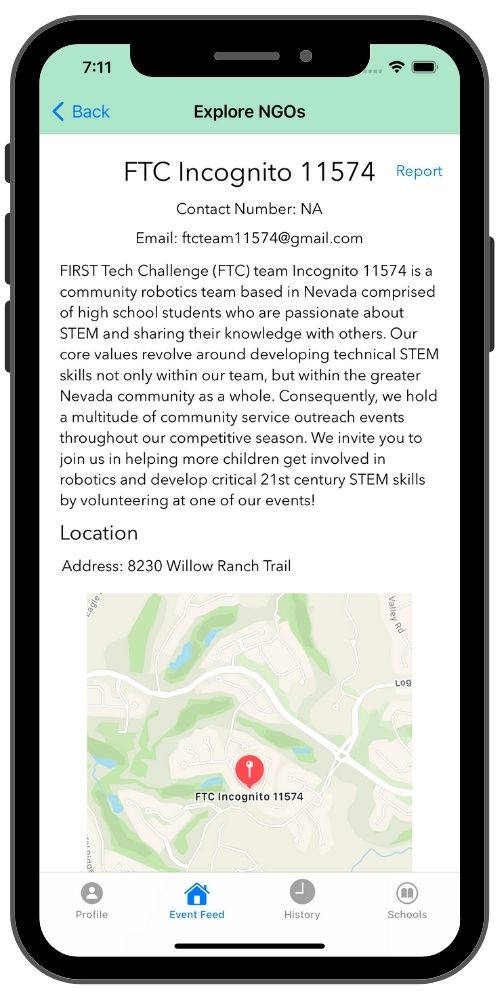 7:11
Back
Explore NGOs
FTC Incognito 11574
Report
Contact Number: NA
Email: ftcteam11574@gmail.com
FIRST Tech Challenge (FTC) team Incognito 11574 is a
community robotics team based in Nevada comprised
of high school students who are passionate about
STEM and sharing their knowledge with others. Our
core values revolve around developing technical STEM
skills not only within our team, but within the greater
Nevada community as a whole. Consequently, we hold
a multitude of community service outreach events
throughout our competitive season. We invite you to
join us in helping more children get involved in
robotics and develop critical 21st century STEM skills
by volunteering at one of our events!
Location
Address: 8230 Willow Ranch Trail
Eagle
Valley Rd
Log
FTC Incognito 11574
Profile
Event Feed
History
Schools